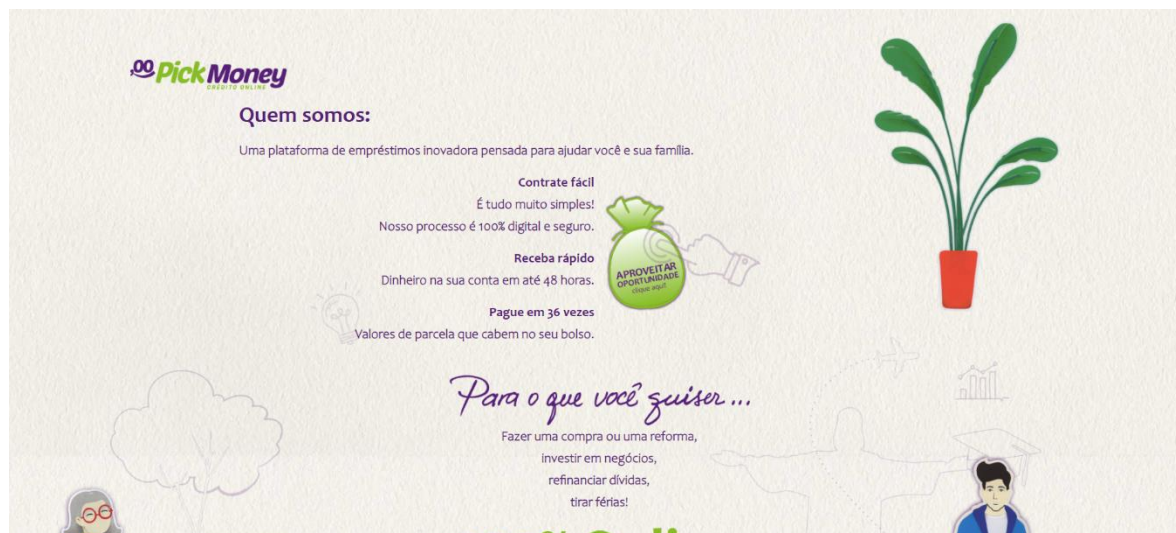 PickMoney
CRÉDITO ONLINE
Quem somos:
Uma plataforma de empréstimos inovadora pensada para ajudar você e sua família.
Contrate fácil
É tudo muito simples!
Nosso processo é 100% digital e seguro.
Receba rápido
Dinheiro na sua conta em até 48 horas.
Pague em 36 vezes
Valores de parcela que cabem no seu bolso.
APROVEITAR
OPORTUNIDADE
clique aqui!
Para o que você quiser...
Fazer uma compra ou uma reforma,
investir em negócios,
refinanciar dívidas,
tirar férias!